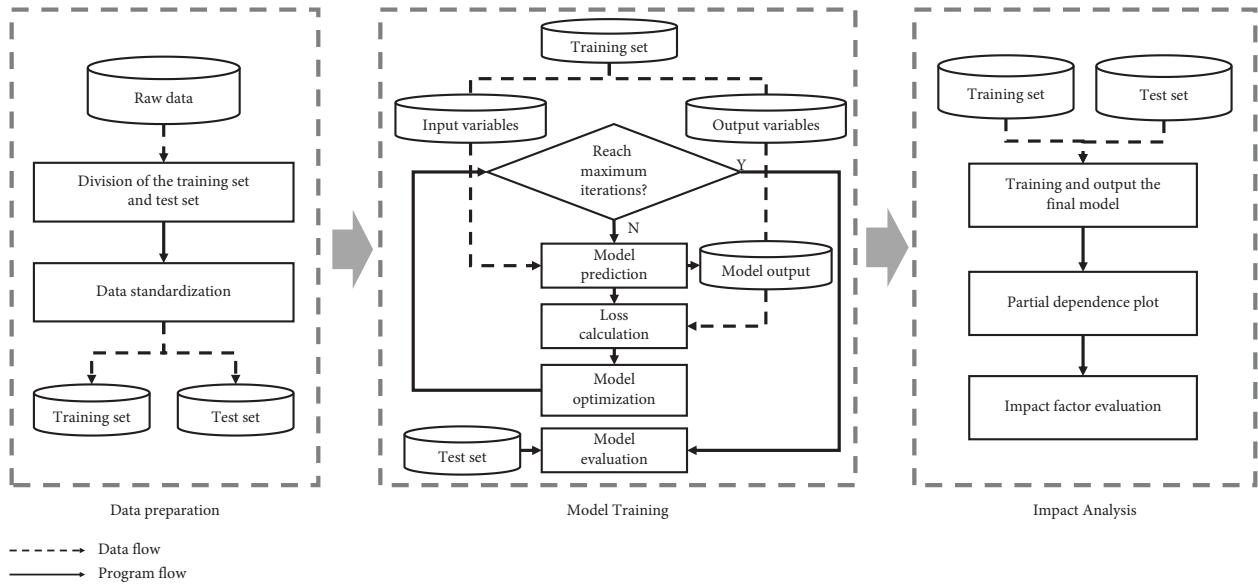 Raw data
Division of the training set
and test set
Data standardization
Training set
Test set
Data preparation
Training set
Input variables
Output variables
Reach
maximum
iterations?
Y
N
Model
prediction
Model output
Loss
calculation
Model
optimization
Test set
Model
evaluation
Model Training
Training set
Test set
Training and output the
final model
Partial dependence plot
Impact factor evaluation
Impact Analysis
Data flow
Program flow